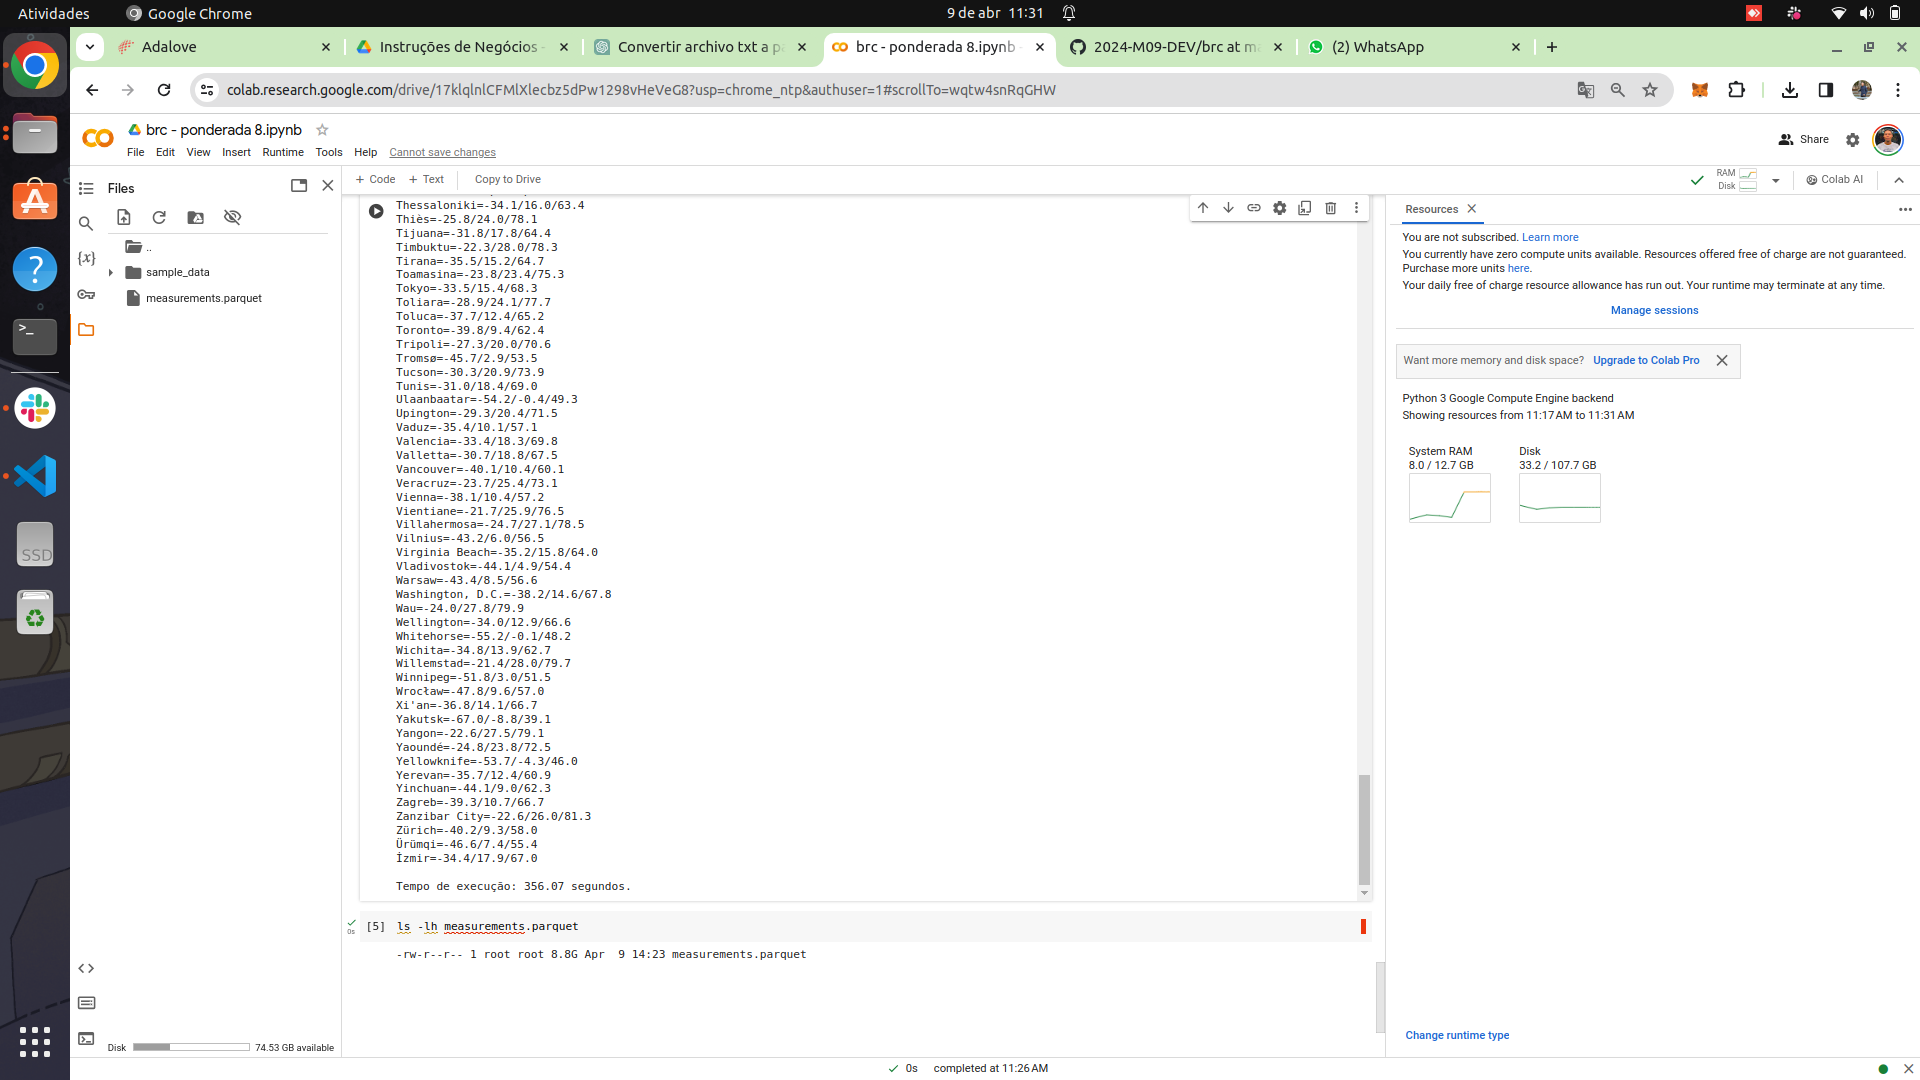 Atividades
Google Chrome
9 de abr  11:31
Adalove
Instruções de Negócios -
Convertir archivo txt a pa
brc - ponderada 8.ipynb -
2024-M09-DEV/brc at ma
(2) WhatsApp
colab.research.google.com/drive/17klqlnlCFMlXlecbz5dPw1298vHeVeG8?usp=chrome_ntp&authuser=1#scrollTo=wqtw4snRqGHW
brc - ponderada 8.ipynb
File Edit View Insert Runtime Tools Help Cannot save changes
Share
Files
+ Code + Text Copy to Drive
RAM
Disk
Colab AI
..
sample_data
measurements.parquet
Thessaloniki=-34.1/16.0/63.4
Thiès=-25.8/24.0/78.1
Tijuana=-31.8/17.8/64.4
Timbuktu=-22.3/28.0/78.3
Tirana=-35.5/15.2/64.7
Toamasina=-23.8/23.4/75.3
Tokyo=-33.5/15.4/68.3
Toliara=-28.9/24.1/77.7
Toluca=-37.7/12.4/65.2
Toronto=-39.8/9.4/62.4
Tripoli=-27.3/20.0/70.6
Tromsø=-45.7/2.9/53.5
Tucson=-30.3/20.9/73.9
Tunis=-31.0/18.4/69.0
Ulaanbaatar=-54.2/-0.4/49.3
Upington=-29.3/20.4/71.5
Vaduz=-35.4/10.1/57.1
Valencia=-33.4/18.3/69.8
Valletta=-30.7/18.8/67.5
Vancouver=-40.1/10.4/60.1
Veracruz=-23.7/25.4/73.1
Vienna=-38.1/10.4/57.2
Vientiane=-21.7/25.9/76.5
Villahermosa=-24.7/27.1/78.5
Vilnius=-43.2/6.0/56.5
Virginia Beach=-35.2/15.8/64.0
Vladivostok=-44.1/4.9/54.4
Warsaw=-43.4/8.5/56.6
Washington, D.C.=-38.2/14.6/67.8
Wau=-24.0/27.8/79.9
Wellington=-34.0/12.9/66.6
Whitehorse=-55.2/-0.1/48.2
Wichita=-34.8/13.9/62.7
Willemstad=-21.4/28.0/79.7
Winnipeg=-51.8/3.0/51.5
Wrocław=-47.8/9.6/57.0
Xi'an=-36.8/14.1/66.7
Yakutsk=-67.0/-8.8/39.1
Yangon=-22.6/27.5/79.1
Yaoundé=-24.8/23.8/72.5
Yellowknife=-53.7/-4.3/46.0
Yerevan=-35.7/12.4/60.9
Yinchuan=-44.1/9.0/62.3
Zagreb=-39.3/10.7/66.7
Zanzibar City=-22.6/26.0/81.3
Zürich=-40.2/9.3/58.0
Ürümqi=-46.6/7.4/55.4
İzmir=-34.4/17.9/67.0
Tempo de execução: 356.07 segundos.
0s
[5] ls -lh measurements.parquet
-rw-r--r-- 1 root root 8.8G Apr  9 14:23 measurements.parquet
Resources
You are not subscribed. Learn more
You currently have zero compute units available. Resources offered free of charge are not guaranteed.
Purchase more units here.
Your daily free of charge resource allowance has run out. Your runtime may terminate at any time.
Manage sessions
Want more memory and disk space? Upgrade to Colab Pro
Python 3 Google Compute Engine backend
Showing resources from 11:17 AM to 11:31 AM
System RAM
8.0 / 12.7 GB
Disk
33.2 / 107.7 GB
Change runtime type
SSD
Disk
74.53 GB available
0s completed at 11:26 AM